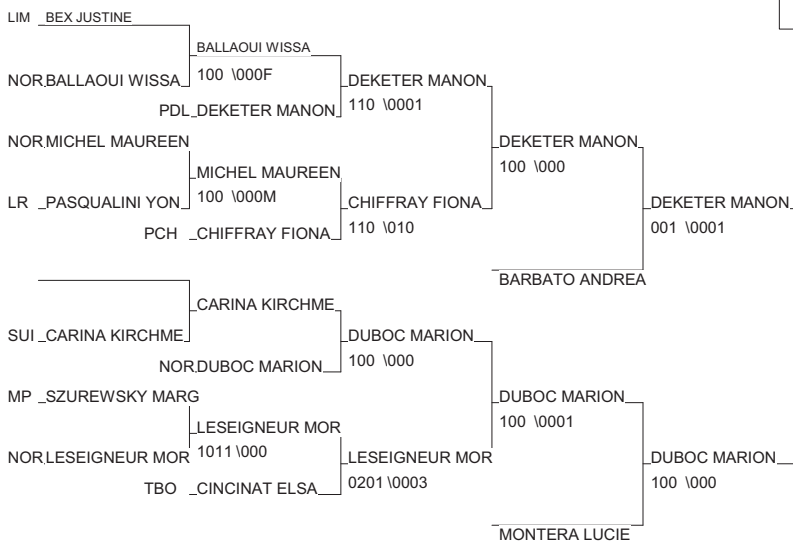 LIM BEX JUSTINE
BALLAOUI WISSA
NOR BALLAOUI WISSA 100 \000F DEKETER MANON
PDL DEKETER MANON 110 \0001
NOR MICHEL MAUREEN DEKETER MANON
MICHEL MAUREEN 100 \000
LR PASQUALINI YON 100 \000M CHIFFRAY FIONA DEKETER MANON
PCH CHIFFRAY FIONA 110 \010 001 \0001
BARBATO ANDREA
CARINA KIRCHME
SUI CARINA KIRCHME DUBOC MARION
NOR DUBOC MARION 100 \000
MP SZUREWSKY MARG DUBOC MARION
LESEIGNEUR MOR 100 \0001
NOR LESEIGNEUR MOR 1011 \000 LESEIGNEUR MOR DUBOC MARION
TBO CINCINAT ELSA 0201 \0003 100 \000
MONTERA LUCIE